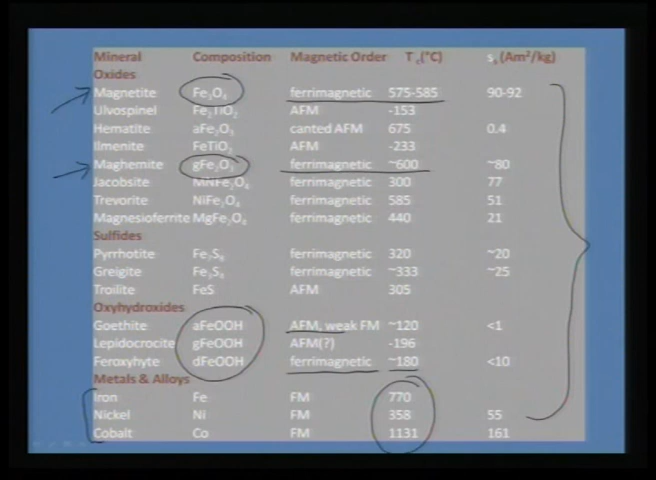 Mineral Composition Magnetic Order Tc(°C) ss(Am²/kg)
Oxides
Magnetite Fe₃O₄ ferrimagnetic 575-585 90-92
Ulvospinel Fe₂TiO₂ AFM -153
Hematite aFe₂O₃ canted AFM 675 0.4
Ilmenite FeTiO₂ AFM -233
Maghemite gFe₂O₃ ferrimagnetic ~600 ~80
Jacobsite MNFe₂O₄ ferrimagnetic 300 77
Trevorite NiFe₂O₄ ferrimagnetic 585 51
Magnesioferrite MgFe₂O₄ ferrimagnetic 440 21
Sulfides
Pyrrhotite Fe₇S₈ ferrimagnetic 320 ~20
Greigite Fe₃S₄ ferrimagnetic ~333 ~25
Troilite FeS AFM 305
Oxyhydroxides
Goethite aFeOOH AFM, weak FM ~120 <1
Lepidocrocite gFeOOH AFM(?) -196
Feroxyhyte dFeOOH ferrimagnetic ~180 <10
Metals & Alloys
Iron Fe FM 770
Nickel Ni FM 358 55
Cobalt Co FM 1131 161